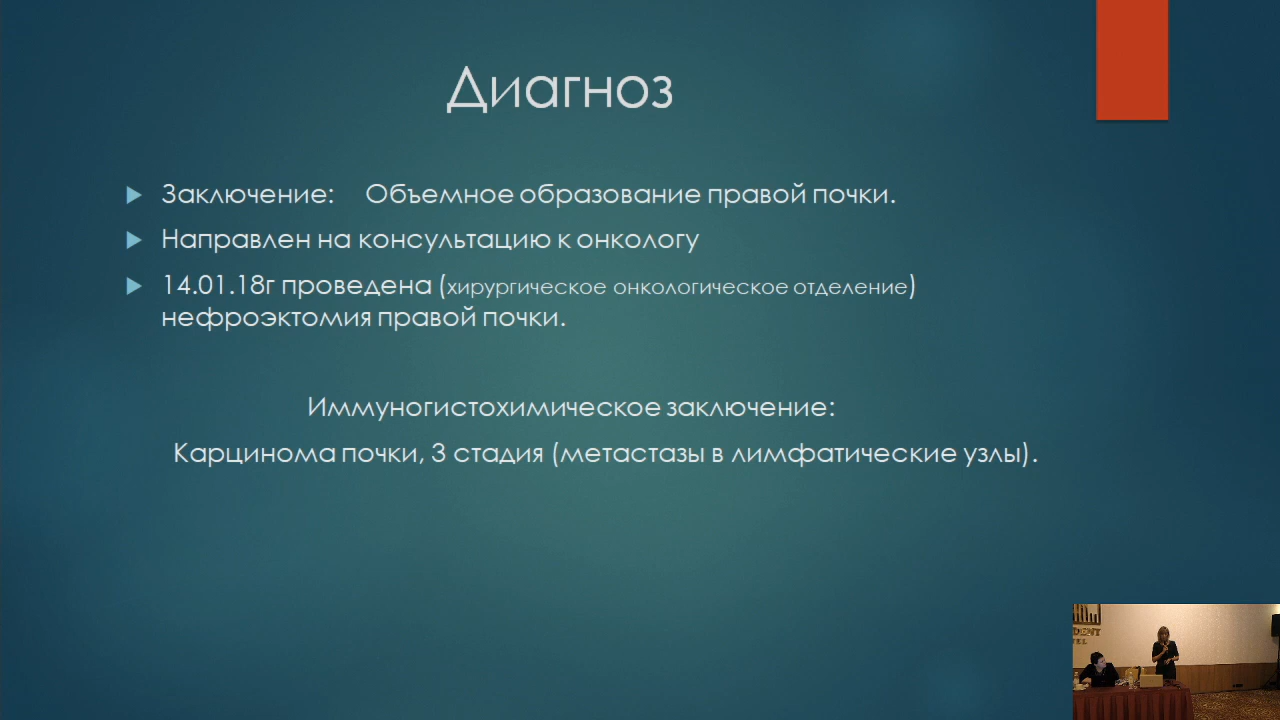 Диагноз
Заключение: Объемное образование правой почки.
Направлен на консультацию к онкологу
14.01.18г проведена (хирургическое онкологическое отделение)
нефроэктомия правой почки.
Иммуногистохимическое заключение:
Карцинома почки, 3 стадия (метастазы в лимфатические узлы).